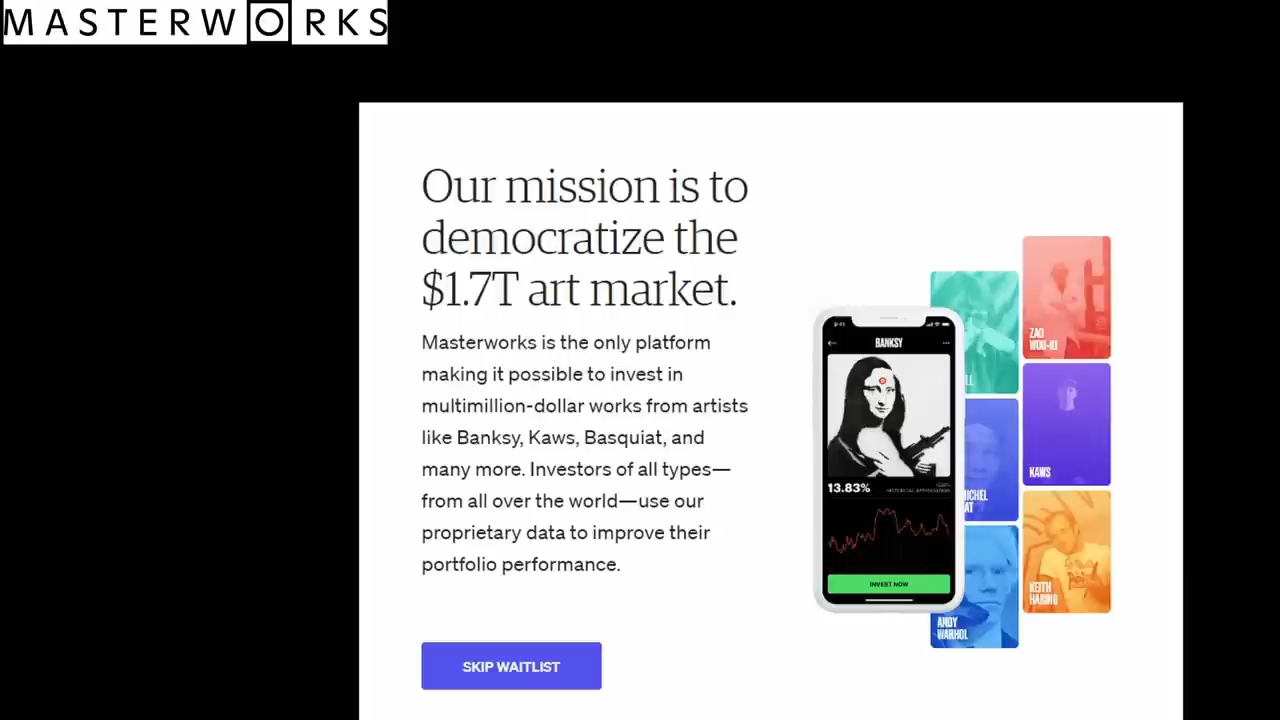 MASTERWORKS
Our mission is to
democratize the
$1.7T art market.
Masterworks is the only platform
making it possible to invest in
multimillion-dollar works from artists
like Banksy, Kaws, Basquiat, and
many more. Investors of all types—
from all over the world—use our
proprietary data to improve their
portfolio performance.
SKIP WAITLIST
BANKSY
13.83%
INVEST NOW
LL
ZAO
WOU-KI
KAWS
ICHEL
AT
KEITH
HARING
ANDY
WARHOL